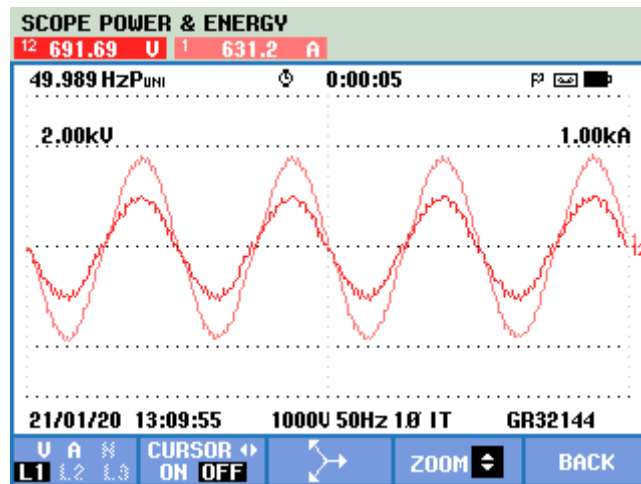 SCOPE POWER & ENERGY
12 691.69 V 1 631.2 A
49.989 HzPUNI 0:00:05
2.00kV 1.00kA
1
12
21/01/20 13:09:55 1000V 50Hz 1Ø IT GR32144
V A N CURSOR ZOOM BACK
L1 L2 L3 ON OFF